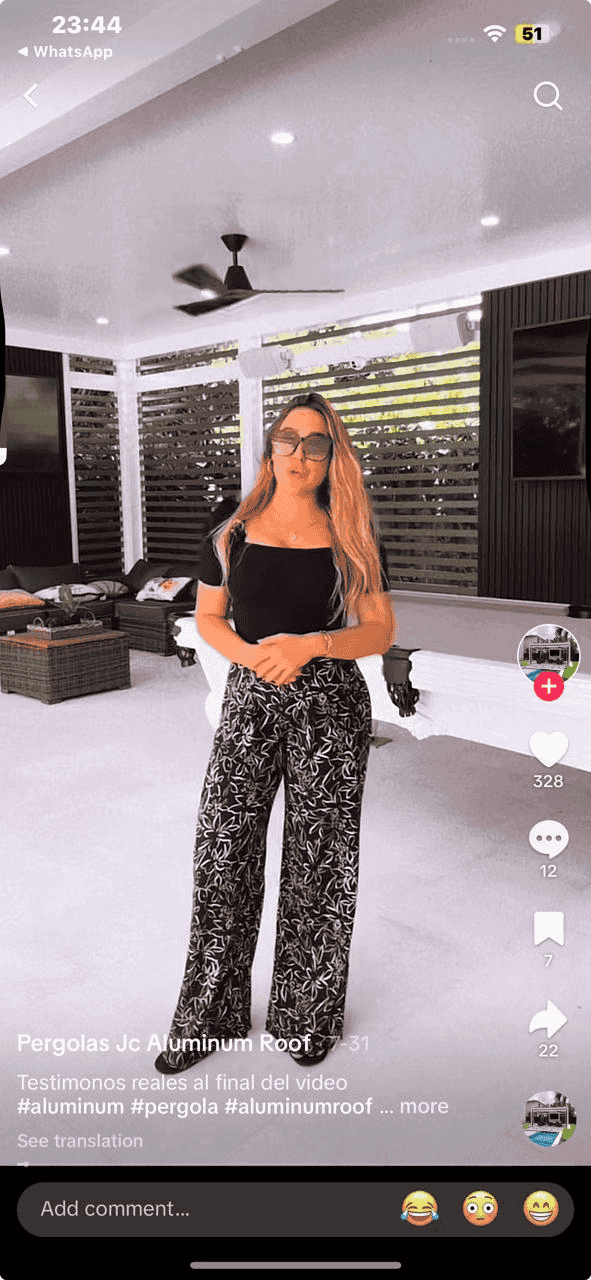 23:44
51
◀ WhatsApp
328
12
7
22
Pergolas Jc Aluminum Roof 7-31
Testimonos reales al final del video
#aluminum #pergola #aluminumroof ... more
See translation
Add comment...